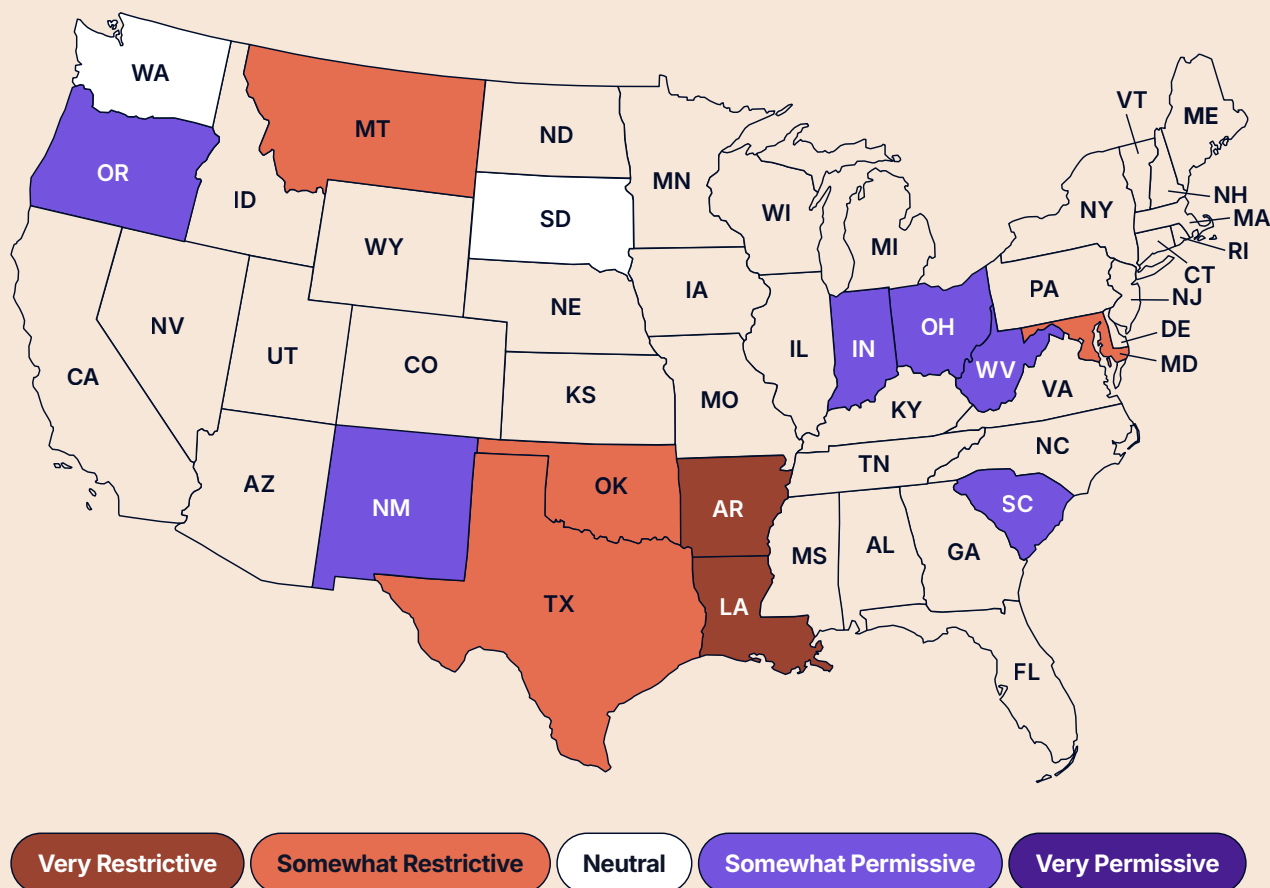 WA
MT
ND
MN
VT
ME
OR
ID
SD
WI
MI
NY
NH
MA
WY
RI
IA
PA
CT
NE
NJ
NV
UT
CO
IL
IN
OH
DE
WV
MD
CA
KS
MO
KY
VA
AZ
NM
OK
AR
TN
NC
SC
MS
AL
GA
TX
LA
FL
Very Restrictive Somewhat Restrictive Neutral Somewhat Permissive Very Permissive